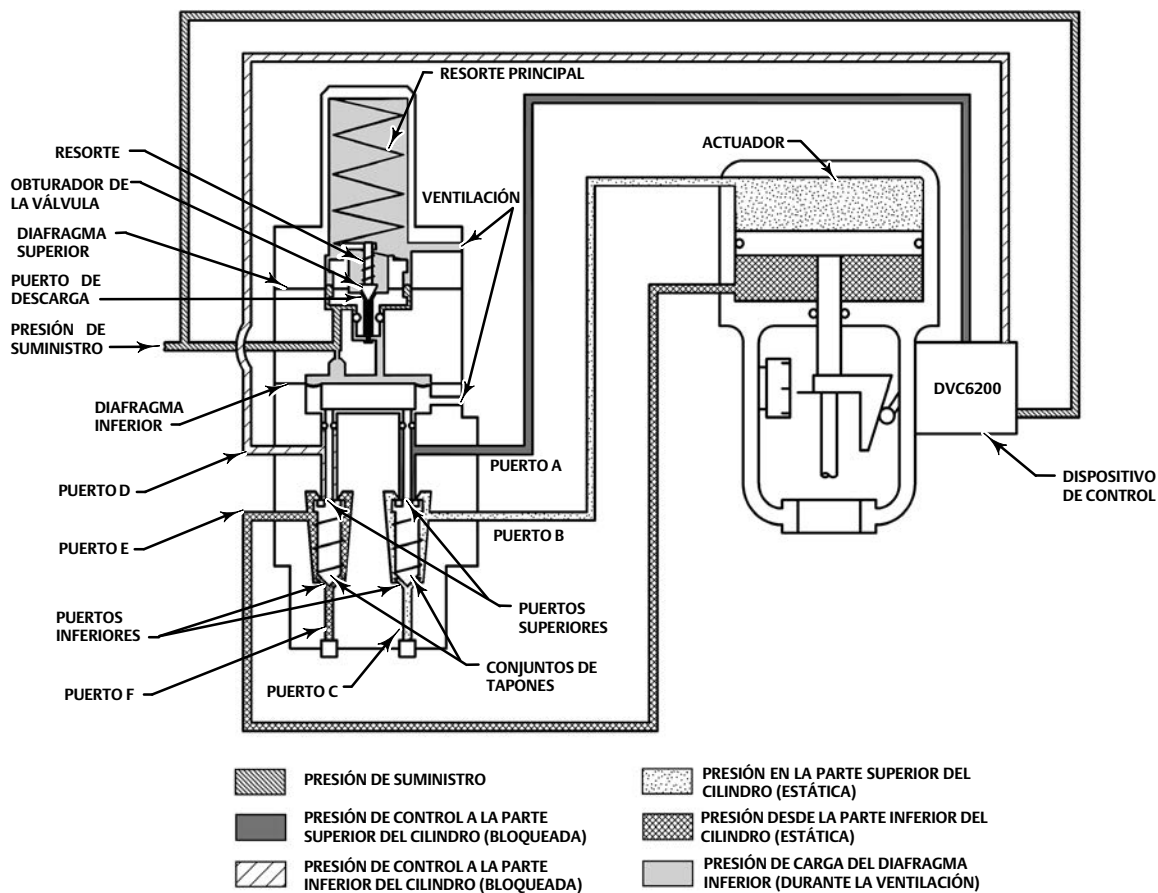 RESORTE PRINCIPAL
ACTUADOR
RESORTE
OBTURADOR DE
LA VÁLVULA
VENTILACIÓN
DIAFRAGMA
SUPERIOR
PUERTO DE
DESCARGA
PRESIÓN DE
SUMINISTRO
DVC6200
DIAFRAGMA
INFERIOR
PUERTO A
PUERTO D
DISPOSITIVO
DE CONTROL
PUERTO E
PUERTO B
PUERTOS
INFERIORES
PUERTOS
SUPERIORES
PUERTO F
PUERTO C
CONJUNTOS DE
TAPONES
PRESIÓN DE SUMINISTRO
PRESIÓN DE CONTROL A LA PARTE
SUPERIOR DEL CILINDRO (BLOQUEADA)
PRESIÓN DE CONTROL A LA PARTE
INFERIOR DEL CILINDRO (BLOQUEADA)
PRESIÓN EN LA PARTE SUPERIOR DEL
CILINDRO (ESTÁTICA)
PRESIÓN DESDE LA PARTE INFERIOR DEL
CILINDRO (ESTÁTICA)
PRESIÓN DE CARGA DEL DIAFRAGMA
INFERIOR (DURANTE LA VENTILACIÓN)